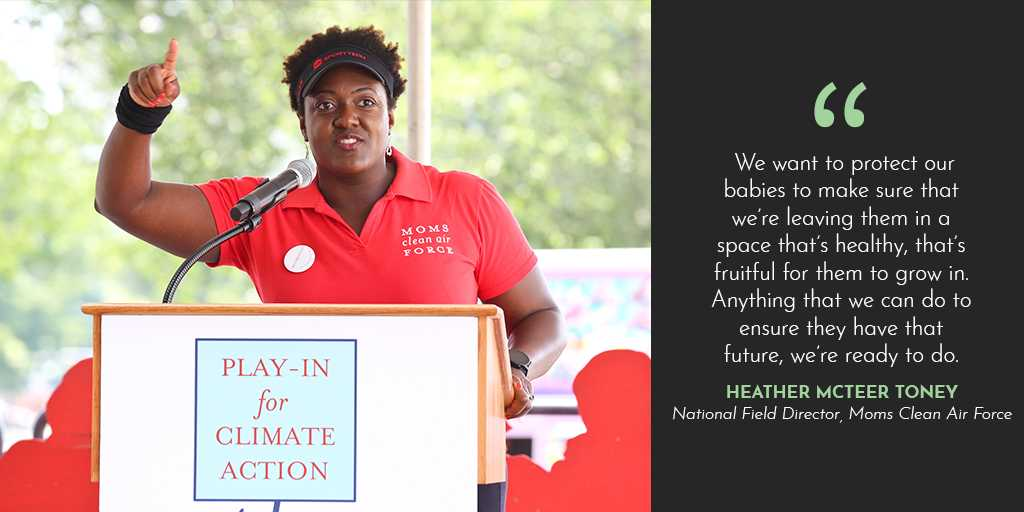 MOMS
clean air
FORCE
PLAY-IN
for
CLIMATE
ACTION
“
We want to protect our
babies to make sure that
we’re leaving them in a
space that’s healthy, that’s
fruitful for them to grow in.
Anything that we can do to
ensure they have that
future, we’re ready to do.
HEATHER MCTEER TONEY
National Field Director, Moms Clean Air Force